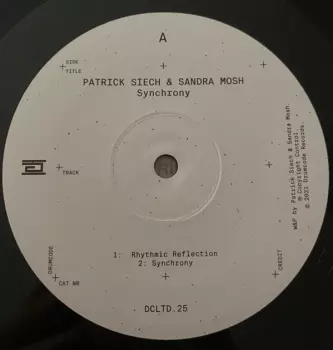 A
SIDE
TITLE
PATRICK SIECH & SANDRA MOSH
Synchrony
TRACK
1: Rhythmic Reflection
2: Synchrony
DRUMCODE
CAT NR
DCLTD.25
CREDIT
W&P by Patrick Siech & Sandra Mosh
℗ Copyright Control.
© 2021 Drumcode Records.